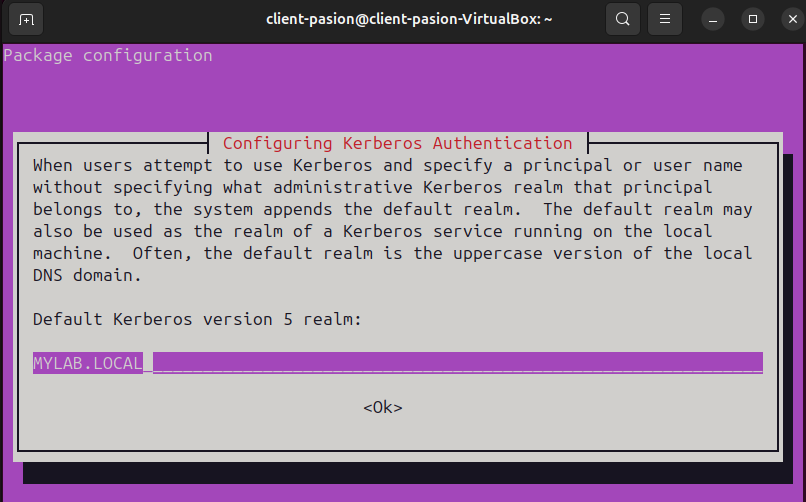 client-pasion@client-pasion-VirtualBox: ~
Package configuration
Configuring Kerberos Authentication
When users attempt to use Kerberos and specify a principal or user name
without specifying what administrative Kerberos realm that principal
belongs to, the system appends the default realm.  The default realm may
also be used as the realm of a Kerberos service running on the local
machine.  Often, the default realm is the uppercase version of the local
DNS domain.
Default Kerberos version 5 realm:
MYLAB.LOCAL
<Ok>